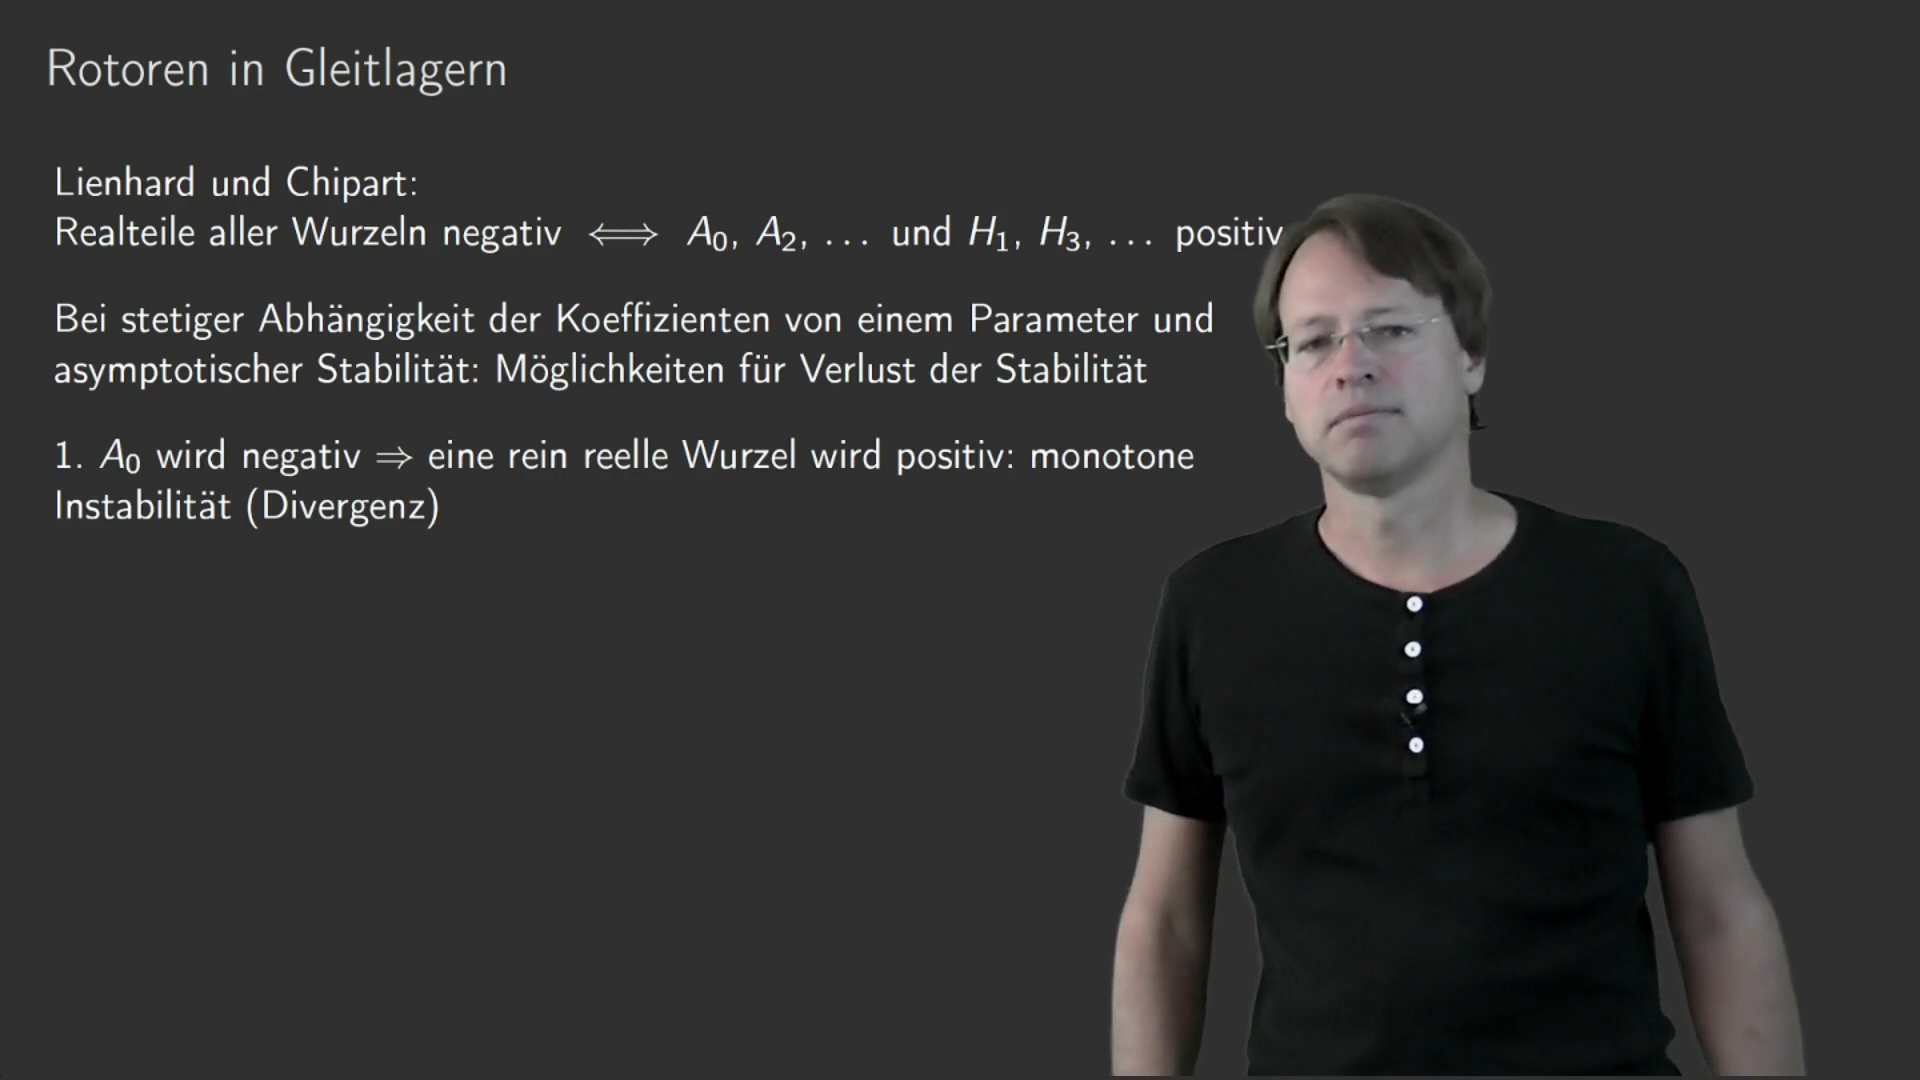 Rotoren in Gleitlagern
Lienhard und Chipart:
Realteile aller Wurzeln negativ ⟺ A₀, A₂, ... und H₁, H₃, ... positiv
Bei stetiger Abhängigkeit der Koeffizienten von einem Parameter und
asymptotischer Stabilität: Möglichkeiten für Verlust der Stabilität
1. A₀ wird negativ ⇒ eine rein reelle Wurzel wird positiv: monotone
Instabilität (Divergenz)